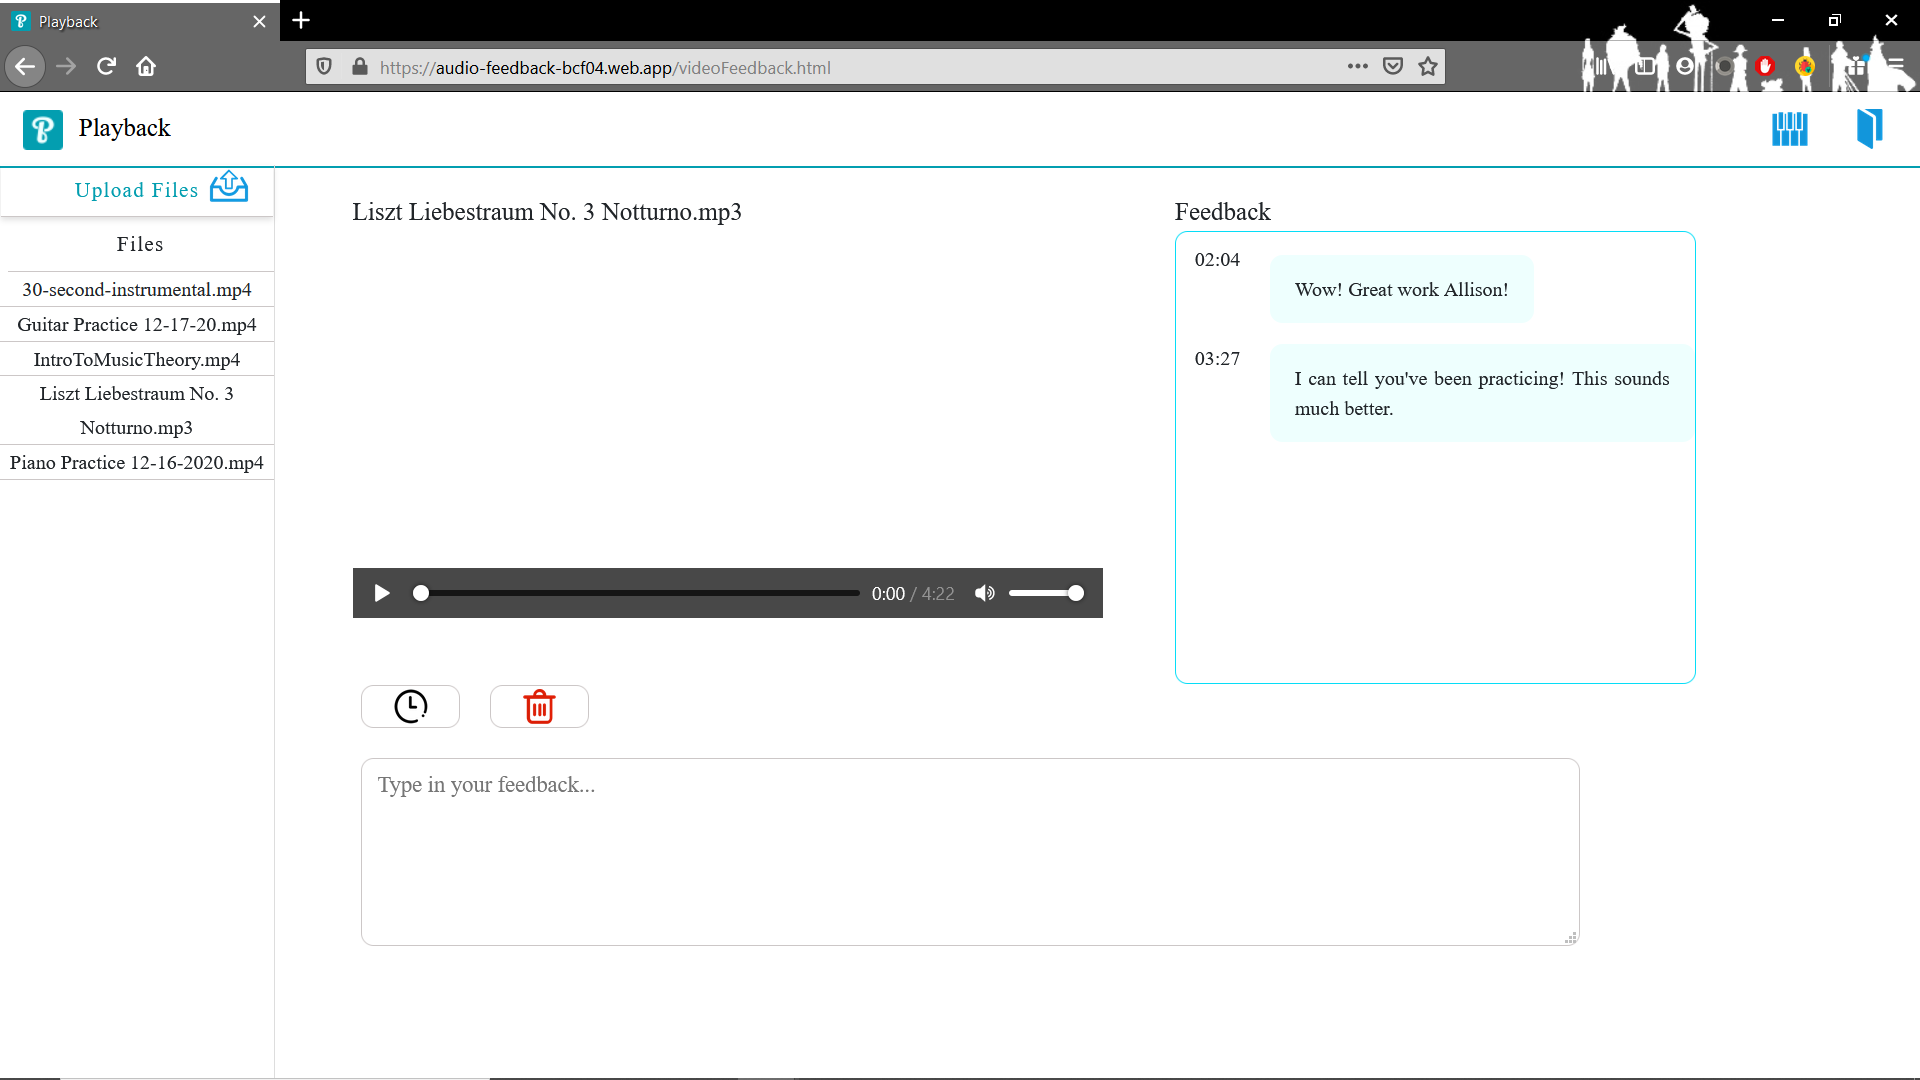 Playback
https://audio-feedback-bcf04.web.app/videoFeedback.html
Playback
Upload Files
Files
30-second-instrumental.mp4
Guitar Practice 12-17-20.mp4
IntroToMusicTheory.mp4
Liszt Liebestraum No. 3
Notturno.mp3
Piano Practice 12-16-2020.mp4
Liszt Liebestraum No. 3 Notturno.mp3
0:00 / 4:22
Feedback
02:04
Wow! Great work Allison!
03:27
I can tell you've been practicing! This sounds
much better.
Type in your feedback...